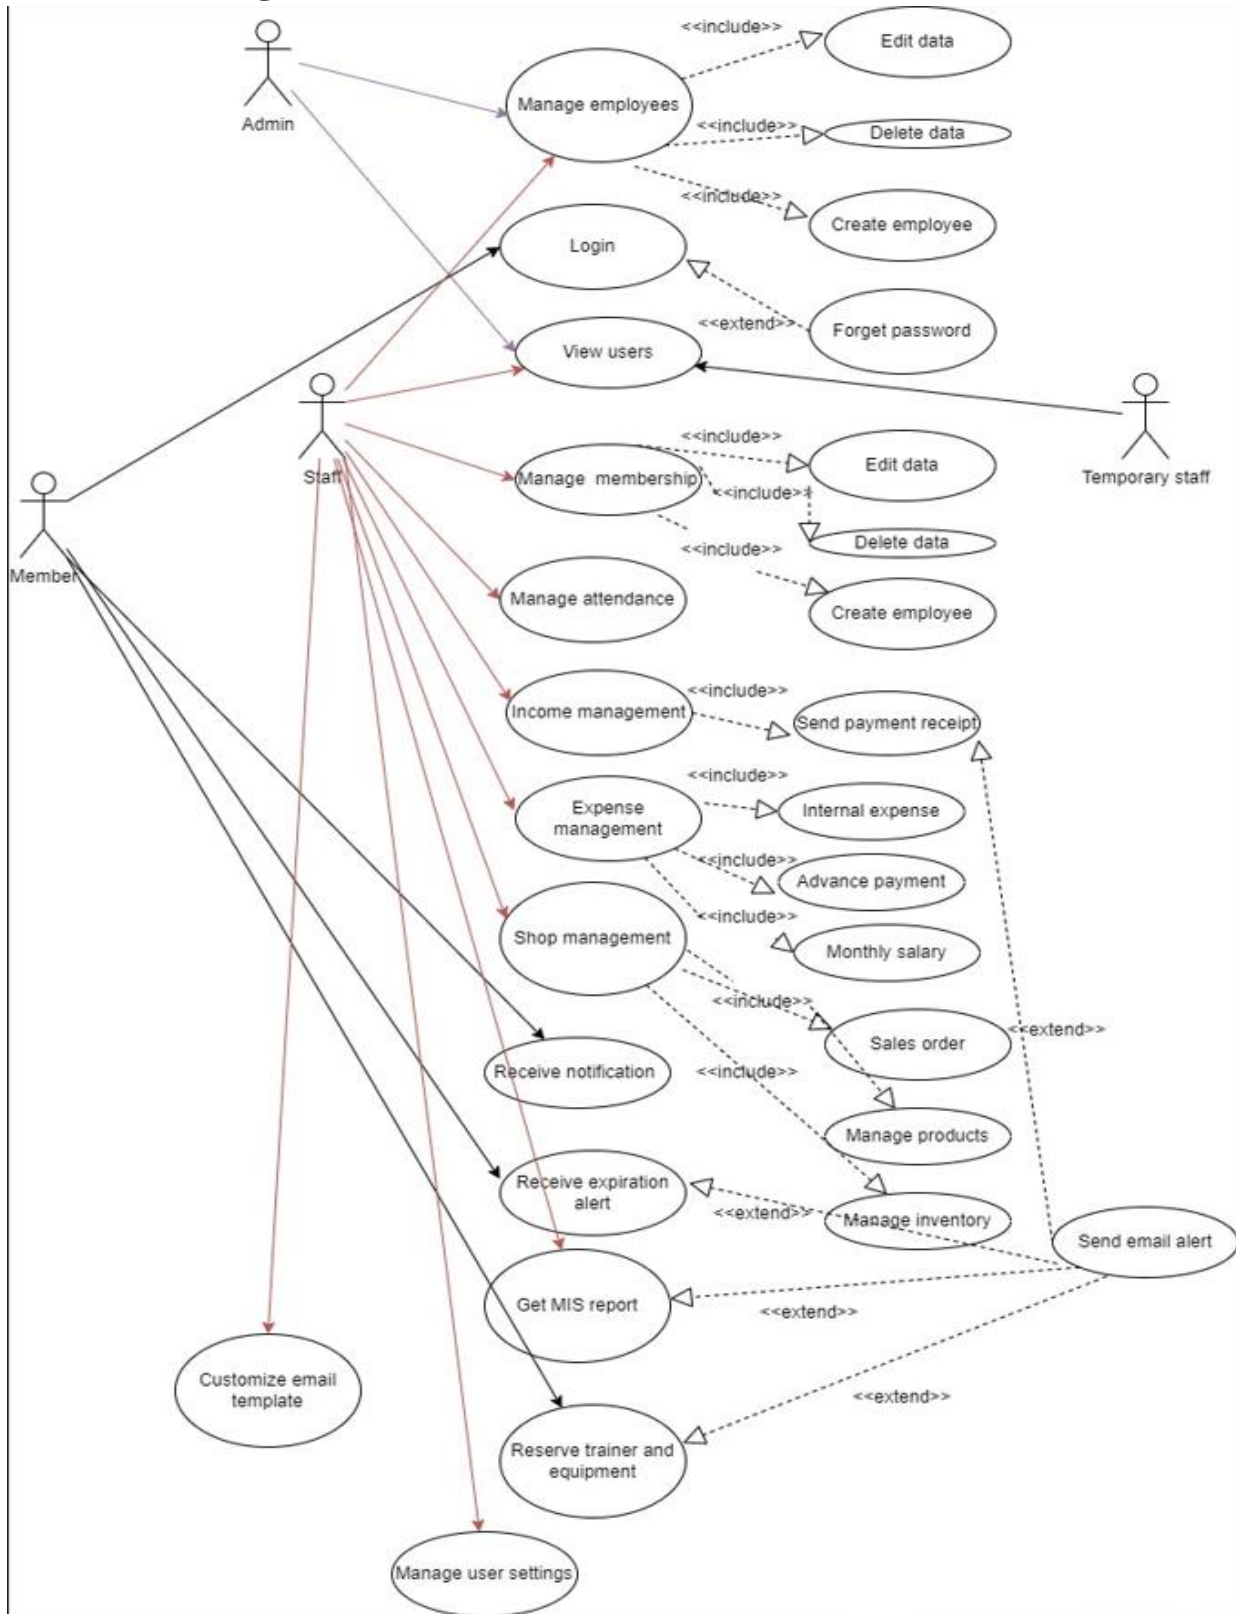 <<include>>
Edit data
Admin
Manage employees
<<include>>
Delete data
<<include>>
Create employee
Login
<<extend>>
Forget password
View users
Staff
Temporary staff
<<include>>
Edit data
Manage  membership
<<include>>
Member
<<include>>
Delete data
Manage attendance
Create employee
<<include>>
Income management
Send payment receipt
<<include>>
Expense
management
Internal expense
<<include>>
Advance payment
<<include>>
Shop management
Monthly salary
<<include>>
Sales order
<<extend>>
Receive notification
<<include>>
Manage products
Receive expiration
alert
<<extend>>
Manage inventory
Send email alert
Get MIS report
<<extend>>
Customize email
template
<<extend>>
Reserve trainer and
equipment
Manage user settings